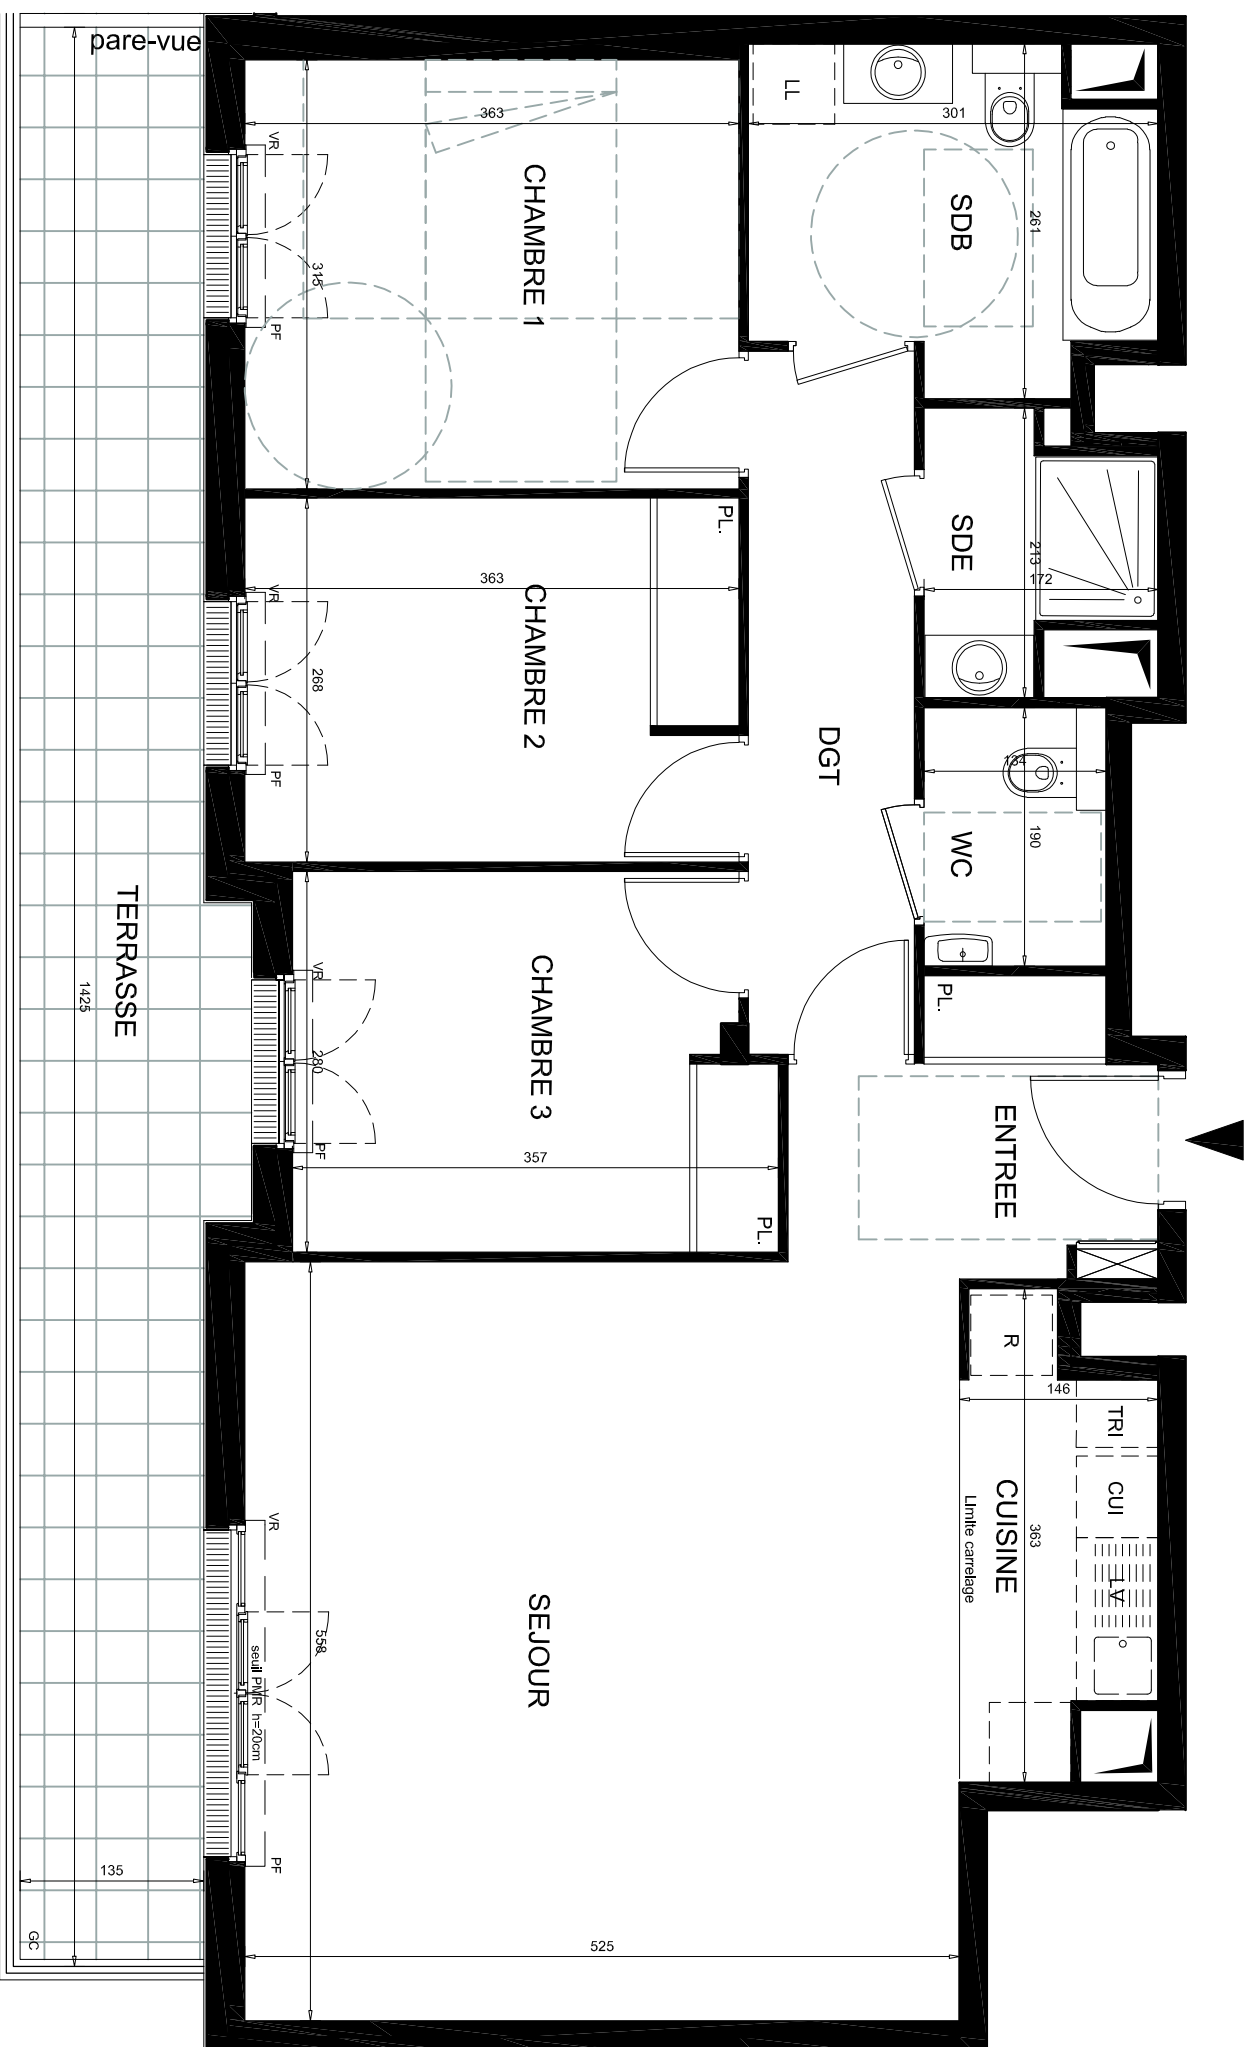 pare-vue
LL
301
363
VR
CHAMBRE 1
SDB
261
315
PF
PL.
SDE
213
172
363
VR
CHAMBRE 2
268
DGT
134
WC
190
PF
TERRASSE
1425
CHAMBRE 3
VR
280
PF
357
PL.
PL.
ENTREE
R
146
TRI
CUI
LV
CUISINE
363
Limite carrelage
VR
SEJOUR
558
seuil PMR h=20cm
PF
135
GC
525